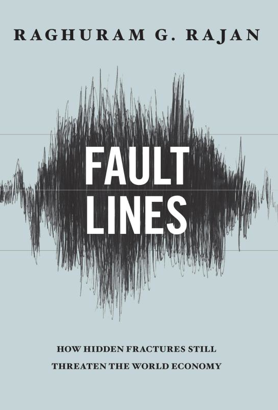 RAGHURAM G. RAJAN
FAULT
LINES
HOW HIDDEN FRACTURES STILL
THREATEN THE WORLD ECONOMY